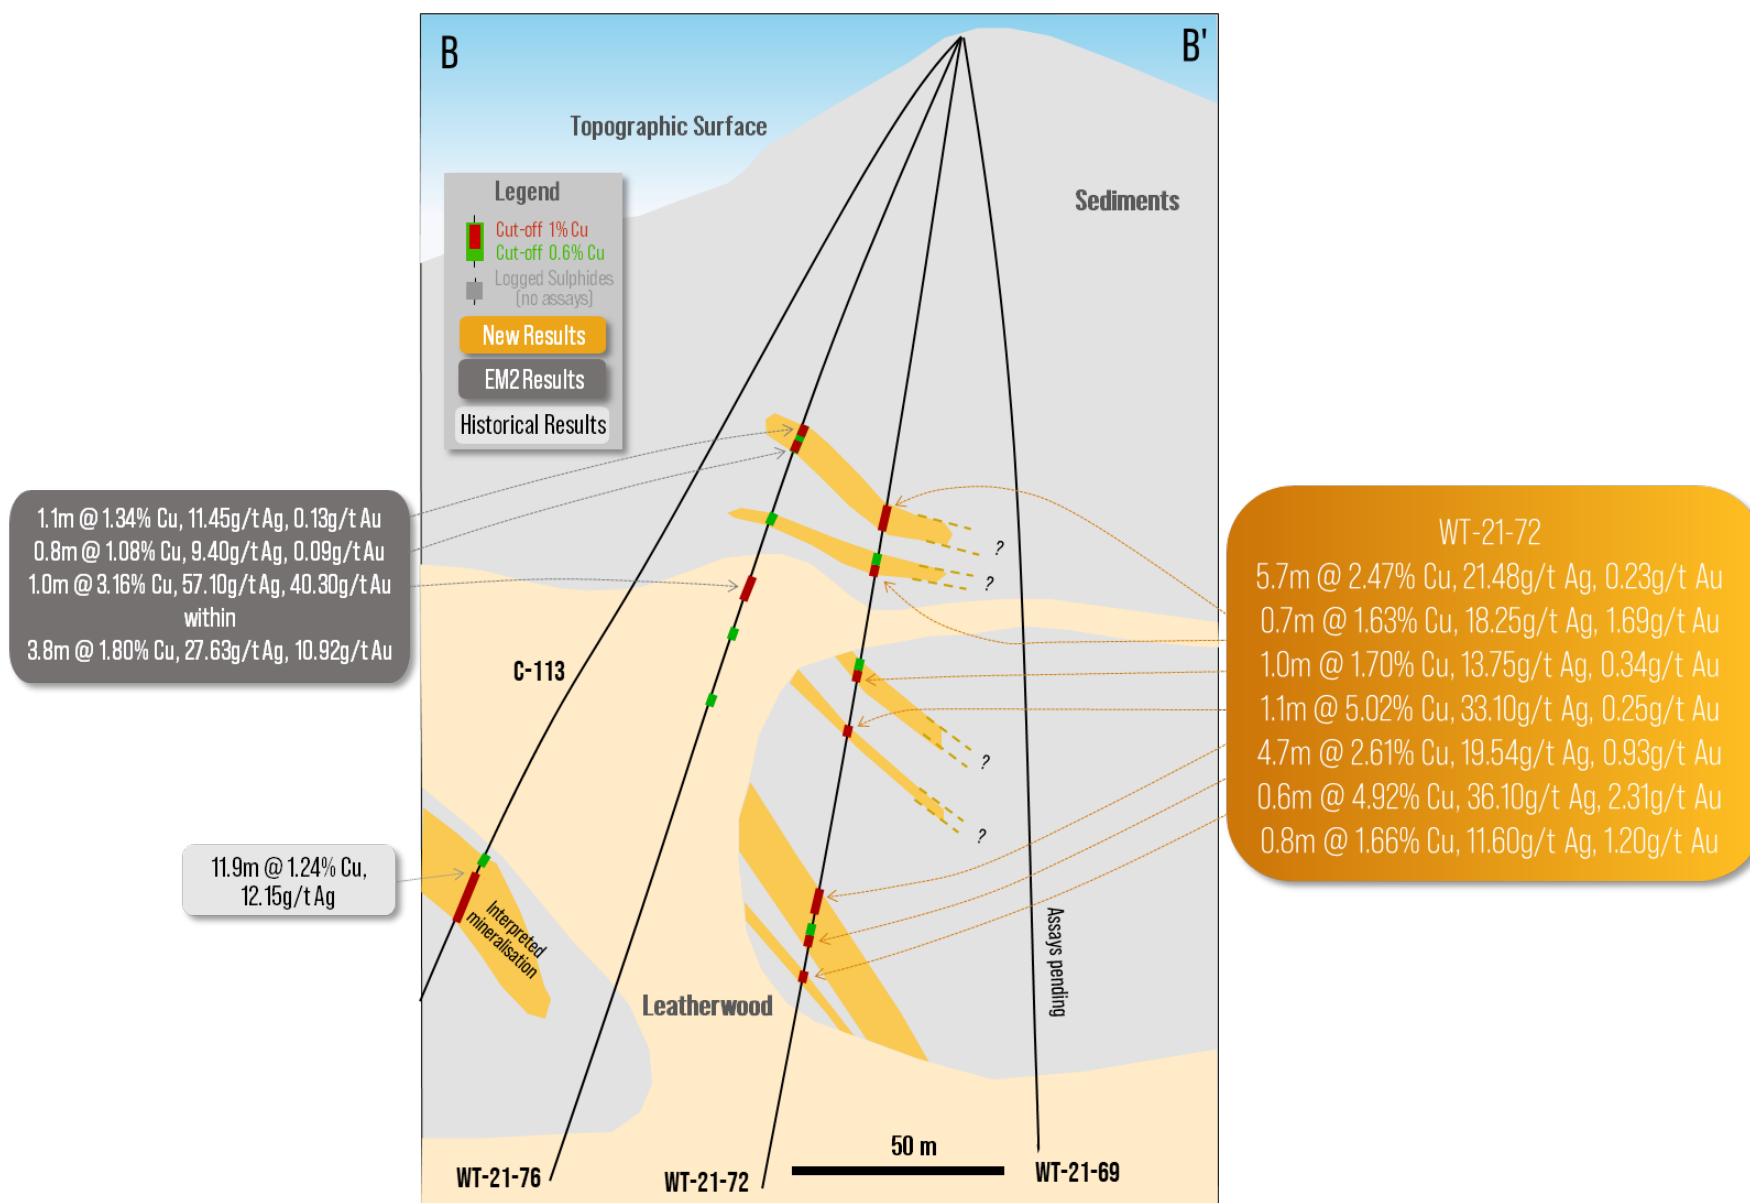 B
B'
Topographic Surface
Sediments
Legend
Cut-off 1% Cu
Cut-off 0.6% Cu
Logged Sulphides
(no assays)
New Results
EM2 Results
Historical Results
1.1m @ 1.34% Cu, 11.45g/t Ag, 0.13g/t Au
0.8m @ 1.08% Cu, 9.40g/t Ag, 0.09g/t Au
1.0m @ 3.16% Cu, 57.10g/t Ag, 40.30g/t Au
within
3.8m @ 1.80% Cu, 27.63g/t Ag, 10.92g/t Au
WT-21-72
5.7m @ 2.47% Cu, 21.48g/t Ag, 0.23g/t Au
0.7m @ 1.63% Cu, 18.25g/t Ag, 1.69g/t Au
1.0m @ 1.70% Cu, 13.75g/t Ag, 0.34g/t Au
1.1m @ 5.02% Cu, 33.10g/t Ag, 0.25g/t Au
4.7m @ 2.61% Cu, 19.54g/t Ag, 0.93g/t Au
0.6m @ 4.92% Cu, 36.10g/t Ag, 2.31g/t Au
0.8m @ 1.66% Cu, 11.60g/t Ag, 1.20g/t Au
?
?
?
?
C-113
11.9m @ 1.24% Cu,
12.15g/t Ag
Interpreted
mineralisation
Leatherwood
Assays pending
50 m
WT-21-76
WT-21-72
WT-21-69